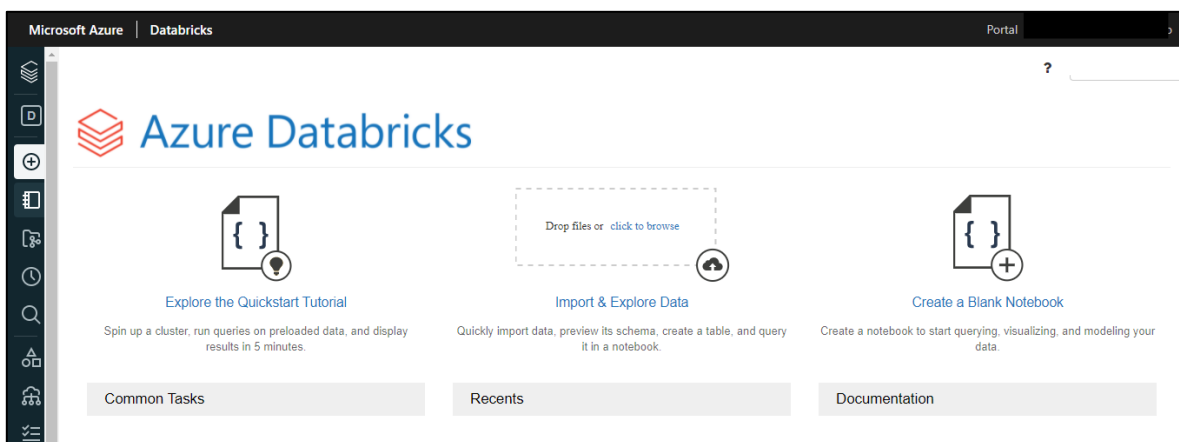 Microsoft Azure Databricks Portal
?
D
Azure Databricks
{ }
Drop files or click to browse
{ }
Explore the Quickstart Tutorial
Spin up a cluster, run queries on preloaded data, and display
results in 5 minutes.
Import & Explore Data
Quickly import data, preview its schema, create a table, and query
it in a notebook.
Create a Blank Notebook
Create a notebook to start querying, visualizing, and modeling your
data.
Common Tasks
Recents
Documentation